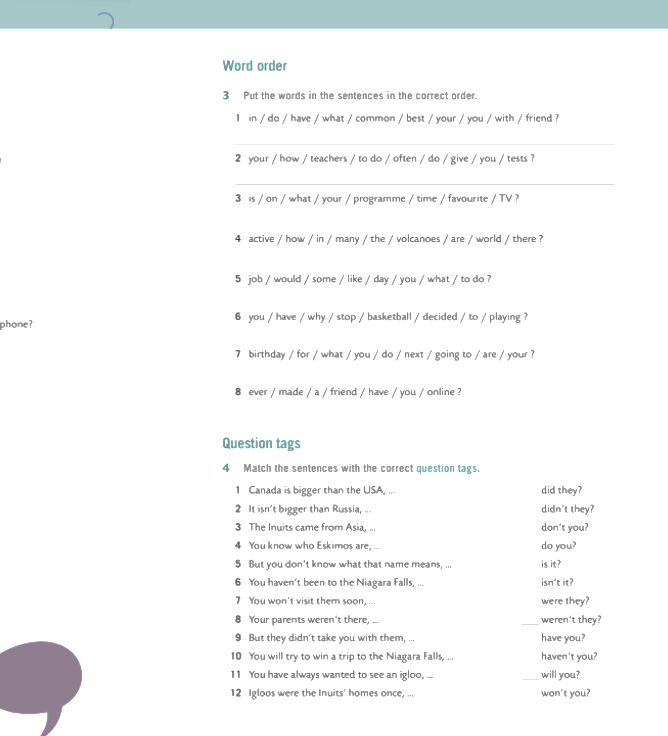 Word order
3 Put the words in the sentences in the correct order.
1 in / do / have / what / common / best / your / you / with / friend ?
2 your / how / teachers / to do / often / do / give / you / tests ?
3 is / on / what / your / programme / time / favourite / TV ?
4 active / how / in / many / the / volcanoes / are / world / there ?
5 job / would / some / like / day / you / what / to do ?
phone?
6 you / have / why / stop / basketball / decided / to / playing ?
7 birthday / for / what / you / do / next / going to / are / your ?
8 ever / made / a / friend / have / you / online ?
Question tags
4 Match the sentences with the correct question tags.
1 Canada is bigger than the USA, ... did they?
2 It isn't bigger than Russia, ... didn't they?
3 The Inuits came from Asia, ... don't you?
4 You know who Eskimos are, ... do you?
5 But you don't know what that name means, ... is it?
6 You haven't been to the Niagara Falls, ... isn't it?
7 You won't visit them soon, ... were they?
8 Your parents weren't there, ... ___ weren't they?
9 But they didn't take you with them, ... have you?
10 You will try to win a trip to the Niagara Falls, ... haven't you?
11 You have always wanted to see an igloo, ... ___ will you?
12 Igloos were the Inuits' homes once, ... won't you?